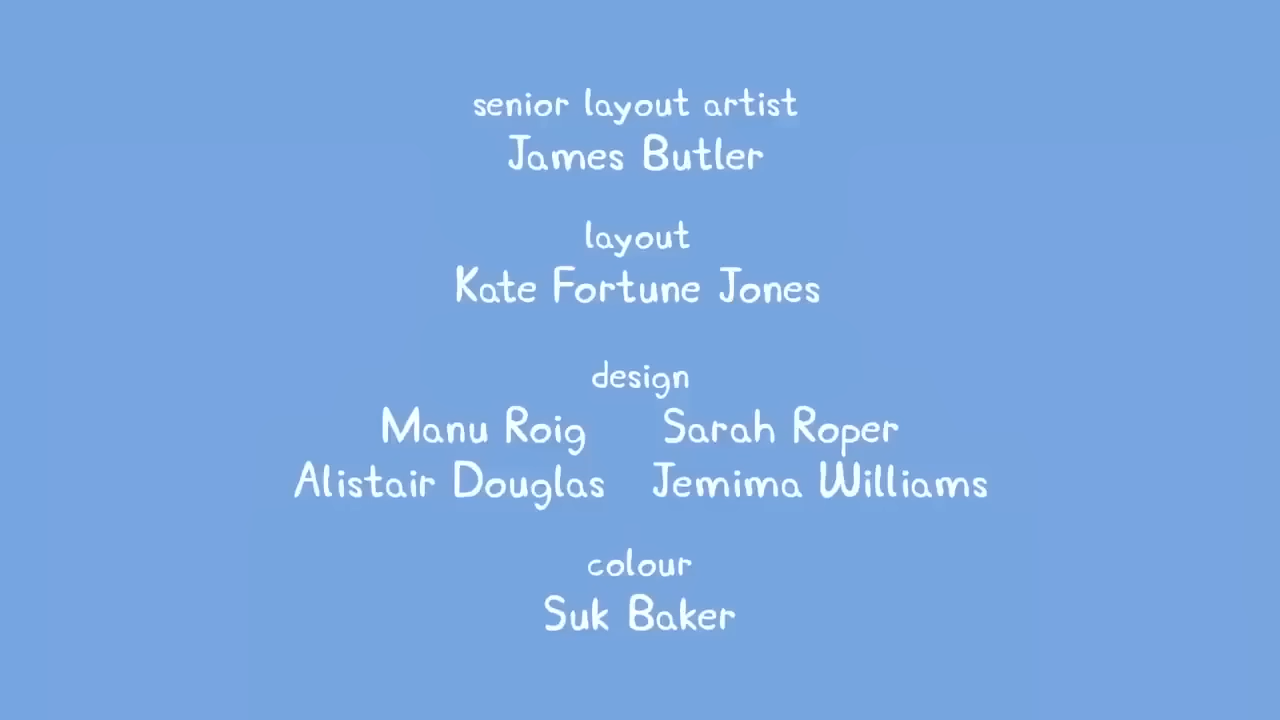 senior layout artist
James Butler
layout
Kate Fortune Jones
design
Manu Roig Sarah Roper
Alistair Douglas Jemima Williams
colour
Suk Baker